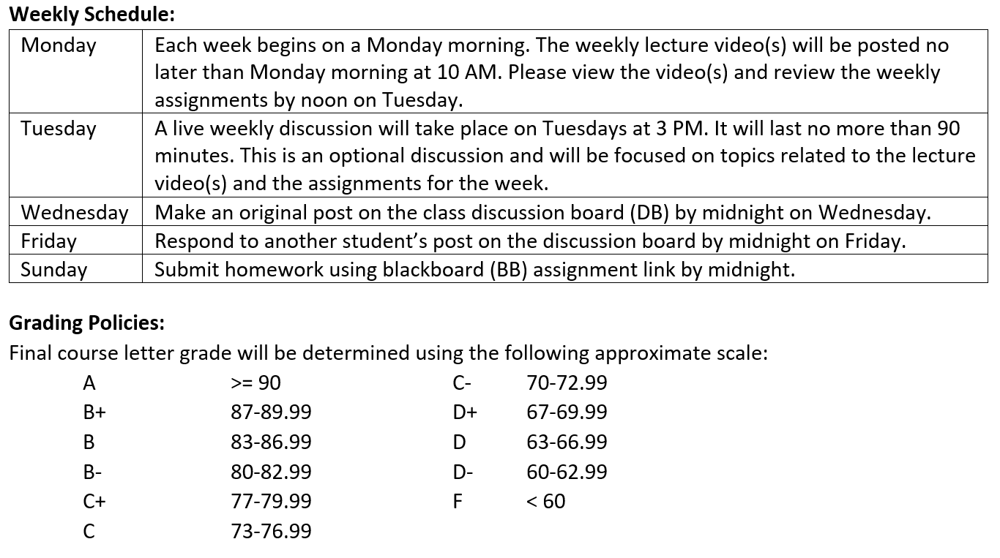 Weekly Schedule:
Monday
Each week begins on a Monday morning. The weekly lecture video(s) will be posted no
later than Monday morning at 10 AM. Please view the video(s) and review the weekly
assignments by noon on Tuesday.
Tuesday
A live weekly discussion will take place on Tuesdays at 3 PM. It will last no more than 90
minutes. This is an optional discussion and will be focused on topics related to the lecture
video(s) and the assignments for the week.
Wednesday Make an original post on the class discussion board (DB) by midnight on Wednesday.
Friday Respond to another student’s post on the discussion board by midnight on Friday.
Sunday Submit homework using blackboard (BB) assignment link by midnight.
Grading Policies:
Final course letter grade will be determined using the following approximate scale:
A >= 90 C- 70-72.99
B+ 87-89.99 D+ 67-69.99
B 83-86.99 D 63-66.99
B- 80-82.99 D- 60-62.99
C+ 77-79.99 F < 60
C 73-76.99